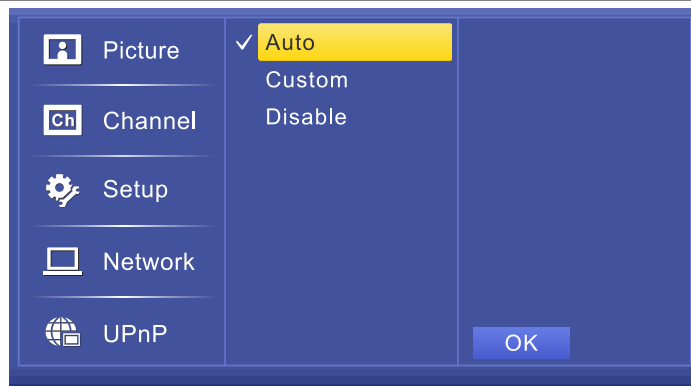 Picture
Ch Channel
Setup
Network
UPnP
✓ Auto
Custom
Disable
OK